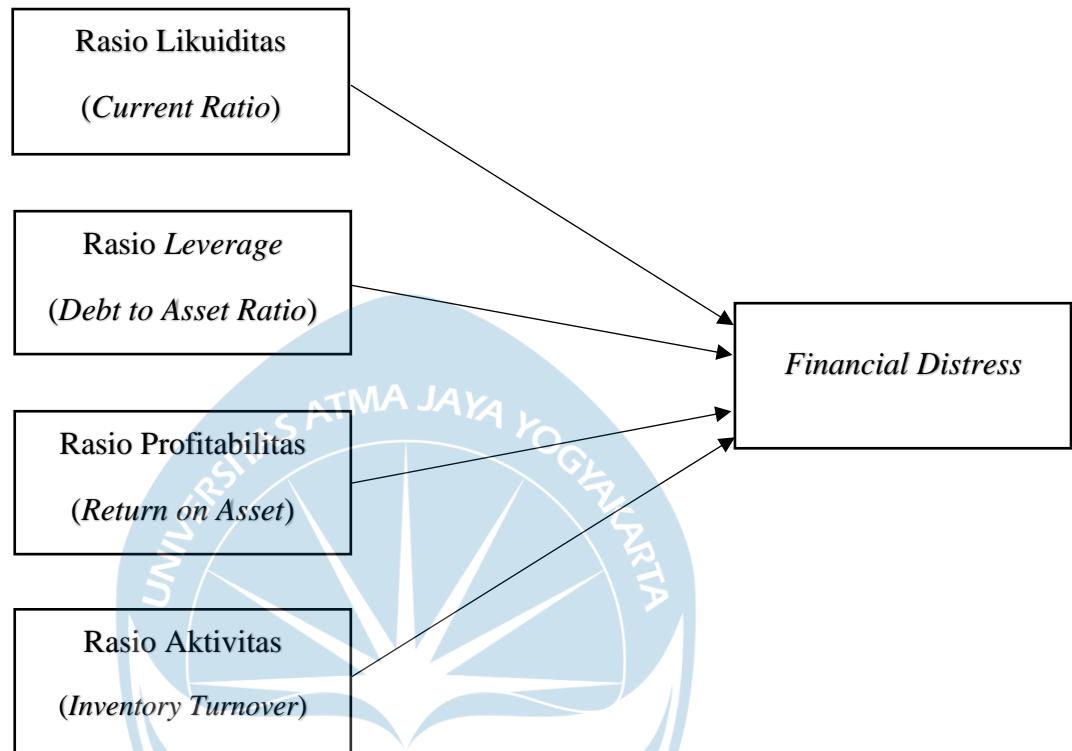 Rasio Likuiditas
(Current Ratio)
Rasio Leverage
(Debt to Asset Ratio)
Rasio Profitabilitas
(Return on Asset)
Rasio Aktivitas
(Inventory Turnover)
Financial Distress
UNIVERSITAS ATMA JAYA YOGYAKARTA